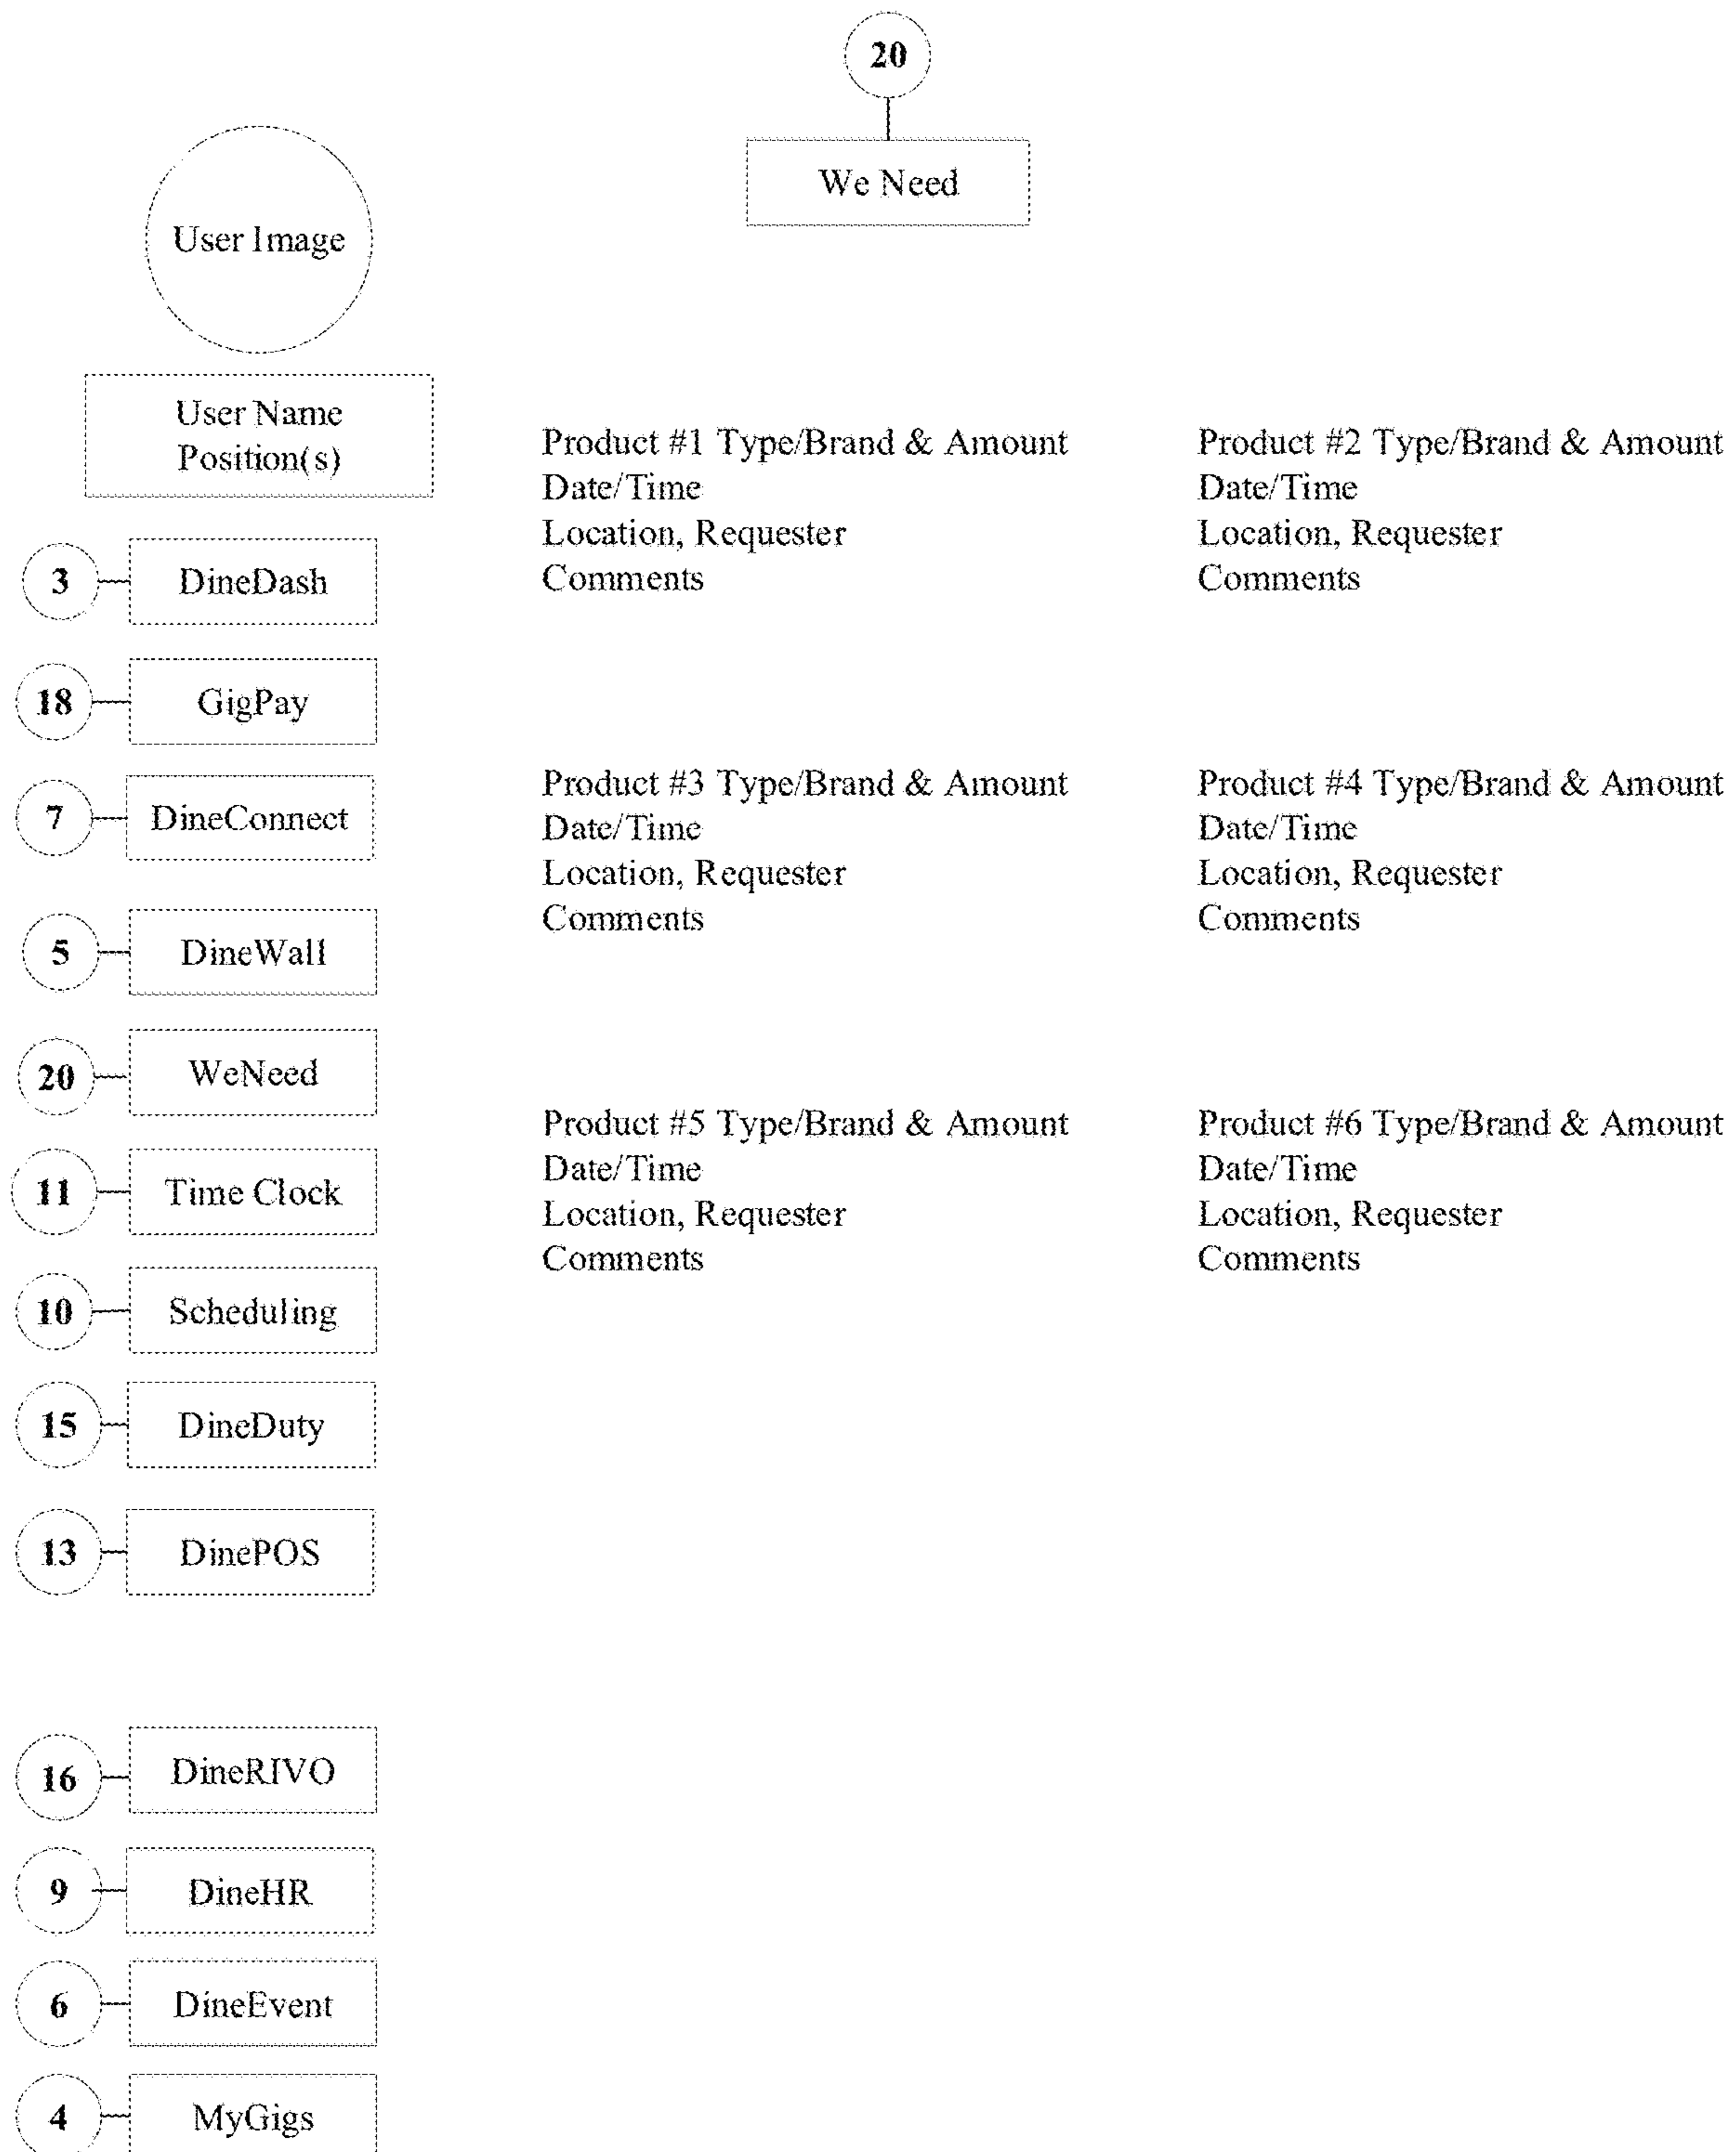 20
We Need
User Image
User Name
Position(s)
3 DineDash
18 GigPay
7 DineConnect
5 DineWall
20 WeNeed
11 Time Clock
10 Scheduling
15 DineDuty
13 DinePOS
16 DineRIVO
9 DineHR
6 DineEvent
4 MyGigs
Product #1 Type/Brand & Amount
Date/Time
Location, Requester
Comments
Product #2 Type/Brand & Amount
Date/Time
Location, Requester
Comments
Product #3 Type/Brand & Amount
Date/Time
Location, Requester
Comments
Product #4 Type/Brand & Amount
Date/Time
Location, Requester
Comments
Product #5 Type/Brand & Amount
Date/Time
Location, Requester
Comments
Product #6 Type/Brand & Amount
Date/Time
Location, Requester
Comments